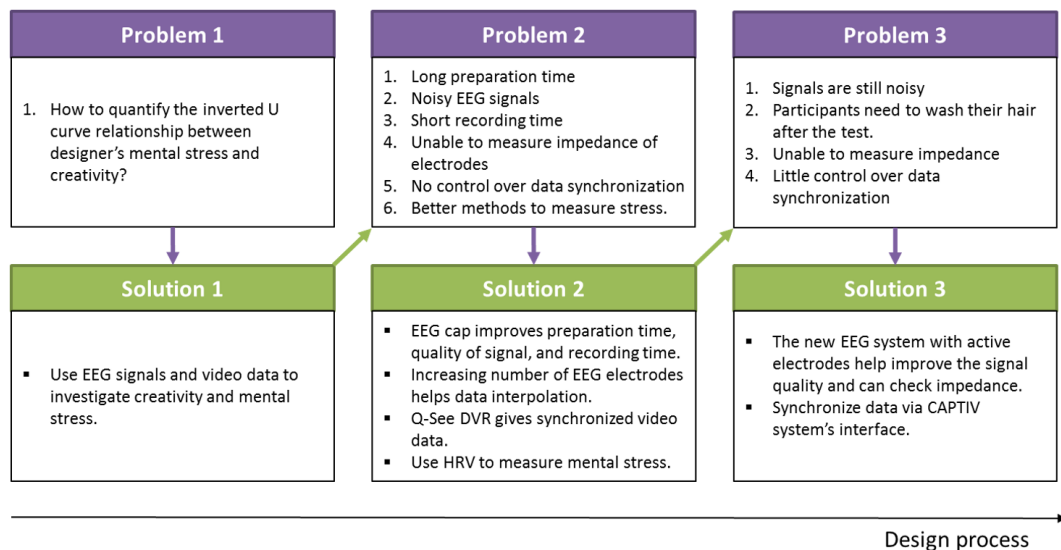 Problem 1
1. How to quantify the inverted U
curve relationship between
designer's mental stress and
creativity?
Problem 2
1. Long preparation time
2. Noisy EEG signals
3. Short recording time
4. Unable to measure impedance of
electrodes
5. No control over data synchronization
6. Better methods to measure stress.
Problem 3
1. Signals are still noisy
2. Participants need to wash their hair
after the test.
3. Unable to measure impedance
4. Little control over data
synchronization
Solution 1
▪ Use EEG signals and video data to
investigate creativity and mental
stress.
Solution 2
▪ EEG cap improves preparation time,
quality of signal, and recording time.
▪ Increasing number of EEG electrodes
helps data interpolation.
▪ Q-See DVR gives synchronized video
data.
▪ Use HRV to measure mental stress.
Solution 3
▪ The new EEG system with active
electrodes help improve the signal
quality and can check impedance.
▪ Synchronize data via CAPTIV
system's interface.
Design process